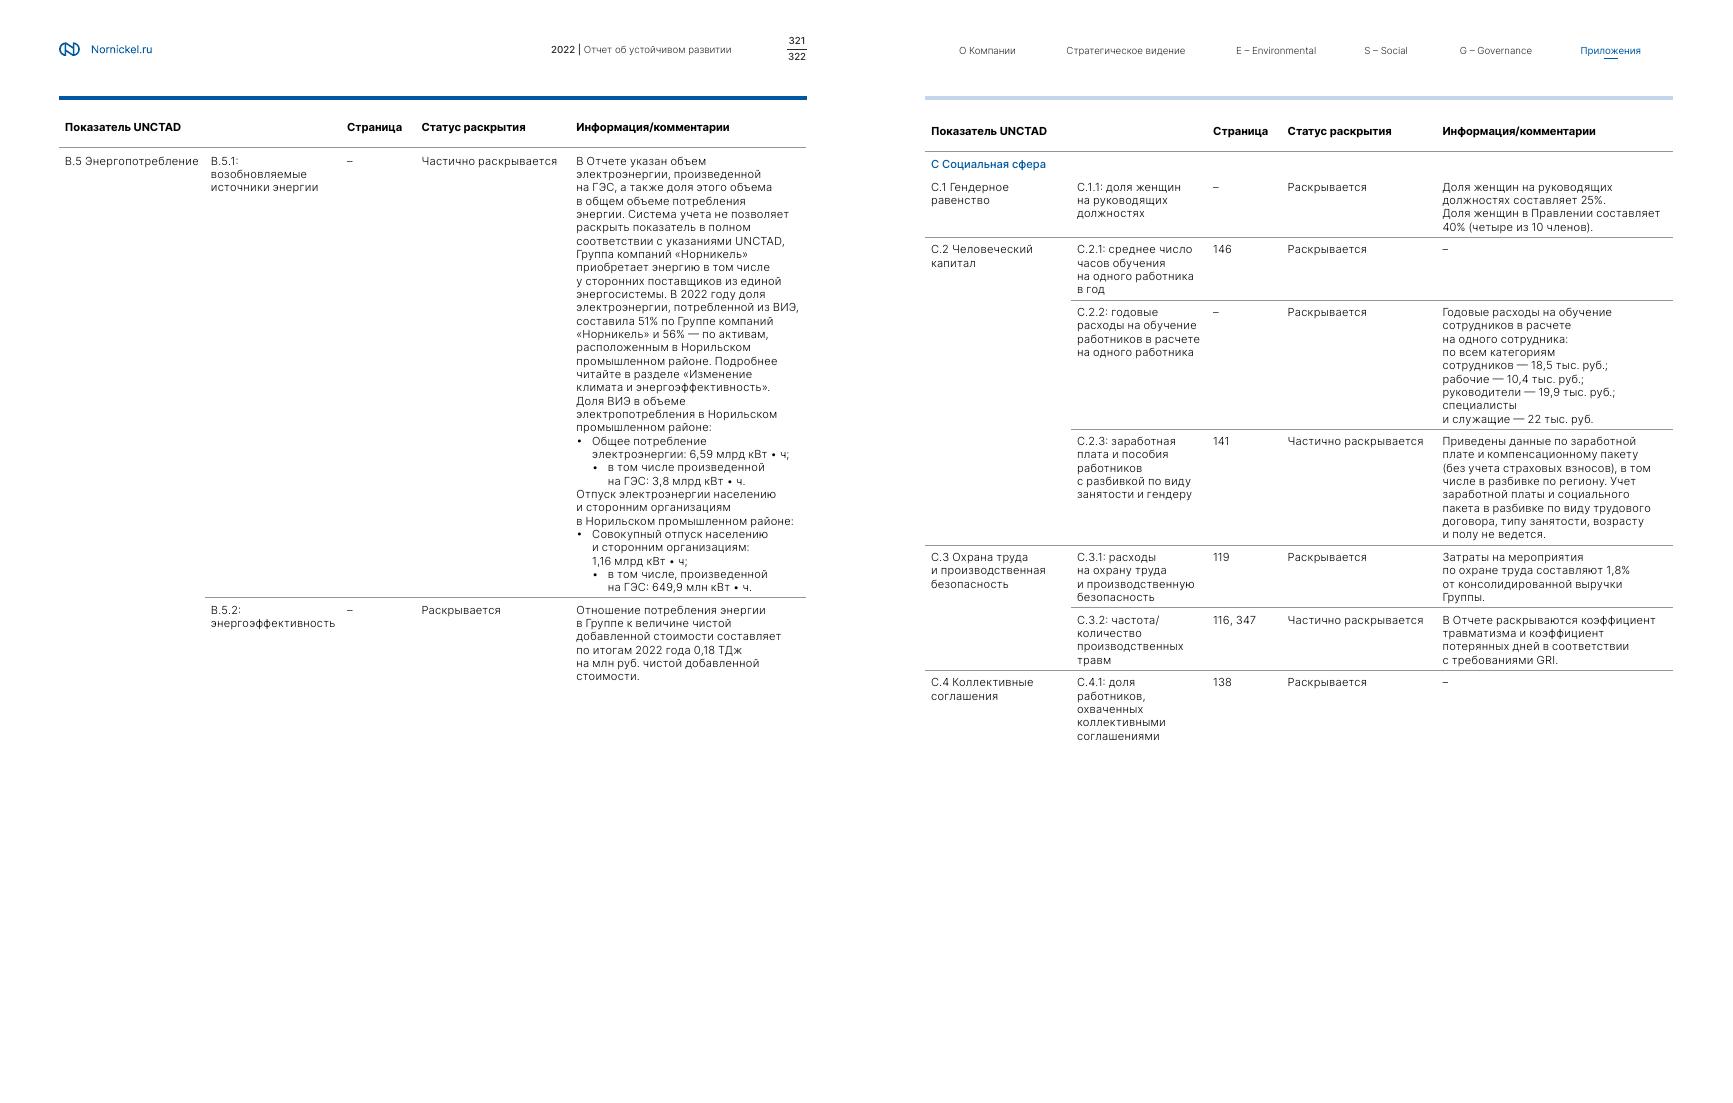 Nornickel.ru
2022 | Отчет об устойчивом развитии
321
322
Показатель UNCTAD
Страница
Статус раскрытия
Информация/комментарии
B.5 Энергопотребление
B.5.1:
возобновляемые
источники энергии
–
Частично раскрывается
В Отчете указан объем
электроэнергии, произведенной
на ГЭС, а также доля этого объема
в общем объеме потребления
энергии. Система учета не позволяет
раскрыть показатель в полном
соответствии с указаниями UNCTAD,
Группа компаний «Норникель»
приобретает энергию в том числе
у сторонних поставщиков из единой
энергосистемы. В 2022 году доля
электроэнергии, потребленной из ВИЭ,
составила 51% по Группе компаний
«Норникель» и 56% — по активам,
расположенным в Норильском
промышленном районе. Подробнее
читайте в разделе «Изменение
климата и энергоэффективность».
Доля ВИЭ в объеме
электропотребления в Норильском
промышленном районе:
• Общее потребление
электроэнергии: 6,59 млрд кВт • ч;
• в том числе произведенной
на ГЭС: 3,8 млрд кВт • ч.
Отпуск электроэнергии населению
и сторонним организациям
в Норильском промышленном районе:
• Совокупный отпуск населению
и сторонним организациям:
1,16 млрд кВт • ч;
• в том числе, произведенной
на ГЭС: 649,9 млн кВт • ч.
B.5.2:
энергоэффективность
–
Раскрывается
Отношение потребления энергии
в Группе к величине чистой
добавленной стоимости составляет
по итогам 2022 года 0,18 ТДж
на млн руб. чистой добавленной
стоимости.
О Компании
Стратегическое видение
E – Environmental
S – Social
G – Governance
Приложения
Показатель UNCTAD
Страница
Статус раскрытия
Информация/комментарии
C Социальная сфера
C.1 Гендерное
равенство
C.1.1: доля женщин
на руководящих
должностях
–
Раскрывается
Доля женщин на руководящих
должностях составляет 25%.
Доля женщин в Правлении составляет
40% (четыре из 10 членов).
C.2 Человеческий
капитал
C.2.1: среднее число
часов обучения
на одного работника
в год
146
Раскрывается
–
C.2.2: годовые
расходы на обучение
работников в расчете
на одного работника
–
Раскрывается
Годовые расходы на обучение
сотрудников в расчете
на одного сотрудника:
по всем категориям
сотрудников — 18,5 тыс. руб.;
рабочие — 10,4 тыс. руб.;
руководители — 19,9 тыс. руб.;
специалисты
и служащие — 22 тыс. руб.
C.2.3: заработная
плата и пособия
работников
с разбивкой по виду
занятости и гендеру
141
Частично раскрывается
Приведены данные по заработной
плате и компенсационному пакету
(без учета страховых взносов), в том
числе в разбивке по региону. Учет
заработной платы и социального
пакета в разбивке по виду трудового
договора, типу занятости, возрасту
и полу не ведется.
C.3 Охрана труда
и производственная
безопасность
C.3.1: расходы
на охрану труда
и производственную
безопасность
119
Раскрывается
Затраты на мероприятия
по охране труда составляют 1,8%
от консолидированной выручки
Группы.
C.3.2: частота/
количество
производственных
травм
116, 347
Частично раскрывается
В Отчете раскрываются коэффициент
травматизма и коэффициент
потерянных дней в соответствии
с требованиями GRI.
C.4 Коллективные
соглашения
C.4.1: доля
работников,
охваченных
коллективными
соглашениями
138
Раскрывается
–